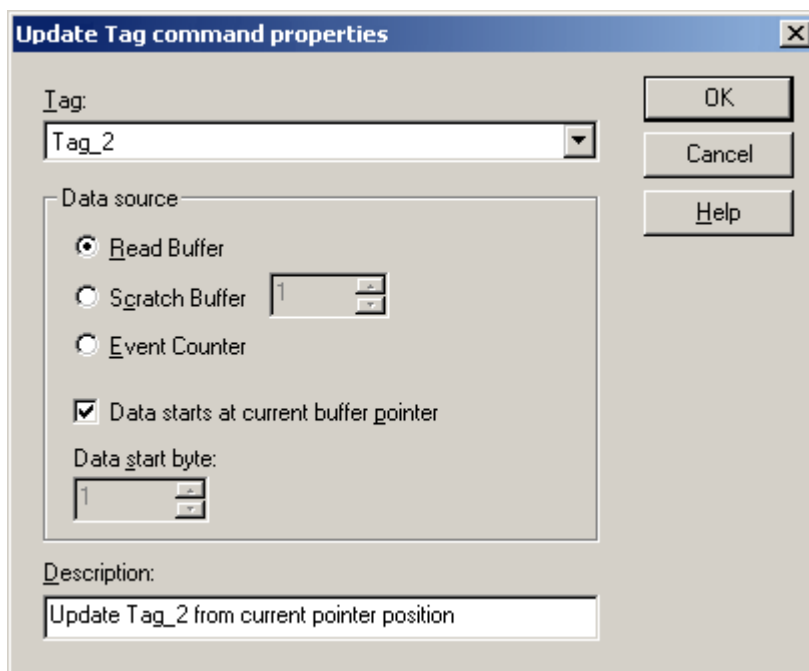 Update Tag command properties
Tag:
Tag_2
OK
Cancel
Help
Data source
Read Buffer
Scratch Buffer 1
Event Counter
Data starts at current buffer pointer
Data start byte:
1
Description:
Update Tag_2 from current pointer position